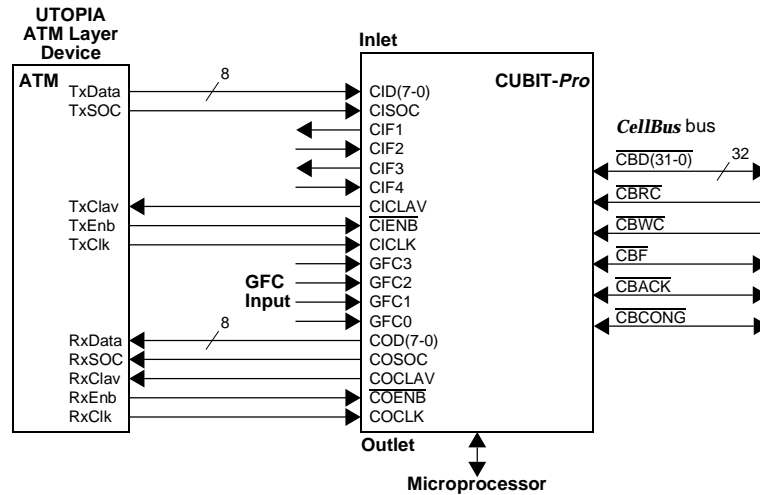 UTOPIA
ATM Layer
Device
Inlet
ATM
CUBIT-Pro
TxData
8
CID(7-0)
TxSOC
CISOC
CIF1
CIF2
CIF3
CIF4
TxClav
CICLAV
TxEnb
CIENB
TxClk
CICLK
GFC3
GFC Input
GFC2
GFC1
GFC0
RxData
8
COD(7-0)
RxSOC
COSOC
RxClav
COCLAV
RxEnb
COENB
RxClk
COCLK
CellBus bus
CBD(31-0)
32
CBRC
CBWC
CBF
CBACK
CBCONG
Outlet
Microprocessor